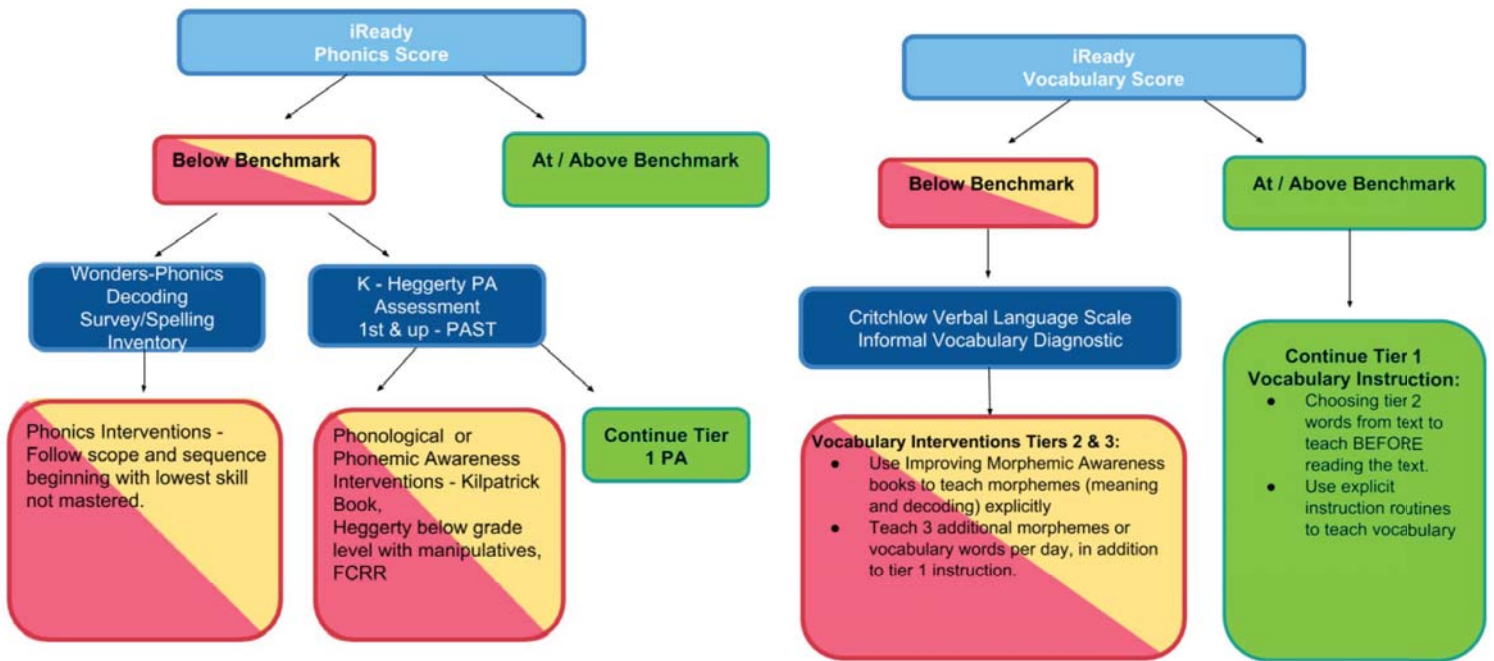 iReady
Phonics Score
Below Benchmark
At / Above Benchmark
Wonders-Phonics
Decoding
Survey/Spelling
Inventory
K - Heggerty PA
Assessment
1st & up - PAST
Phonics Interventions -
Follow scope and sequence
beginning with lowest skill
not mastered.
Phonological or
Phonemic Awareness
Interventions - Kilpatrick
Book,
Heggerty below grade
level with manipulatives,
FCRR
Continue Tier
1 PA
iReady
Vocabulary Score
Below Benchmark
At / Above Benchmark
Critchlow Verbal Language Scale
Informal Vocabulary Diagnostic
Vocabulary Interventions Tiers 2 & 3:
● Use Improving Morphemic Awareness
books to teach morphemes (meaning
and decoding) explicitly
● Teach 3 additional morphemes or
vocabulary words per day, in addition
to tier 1 instruction.
Continue Tier 1
Vocabulary Instruction:
● Choosing tier 2
words from text to
teach BEFORE
reading the text.
● Use explicit
instruction routines
to teach vocabulary